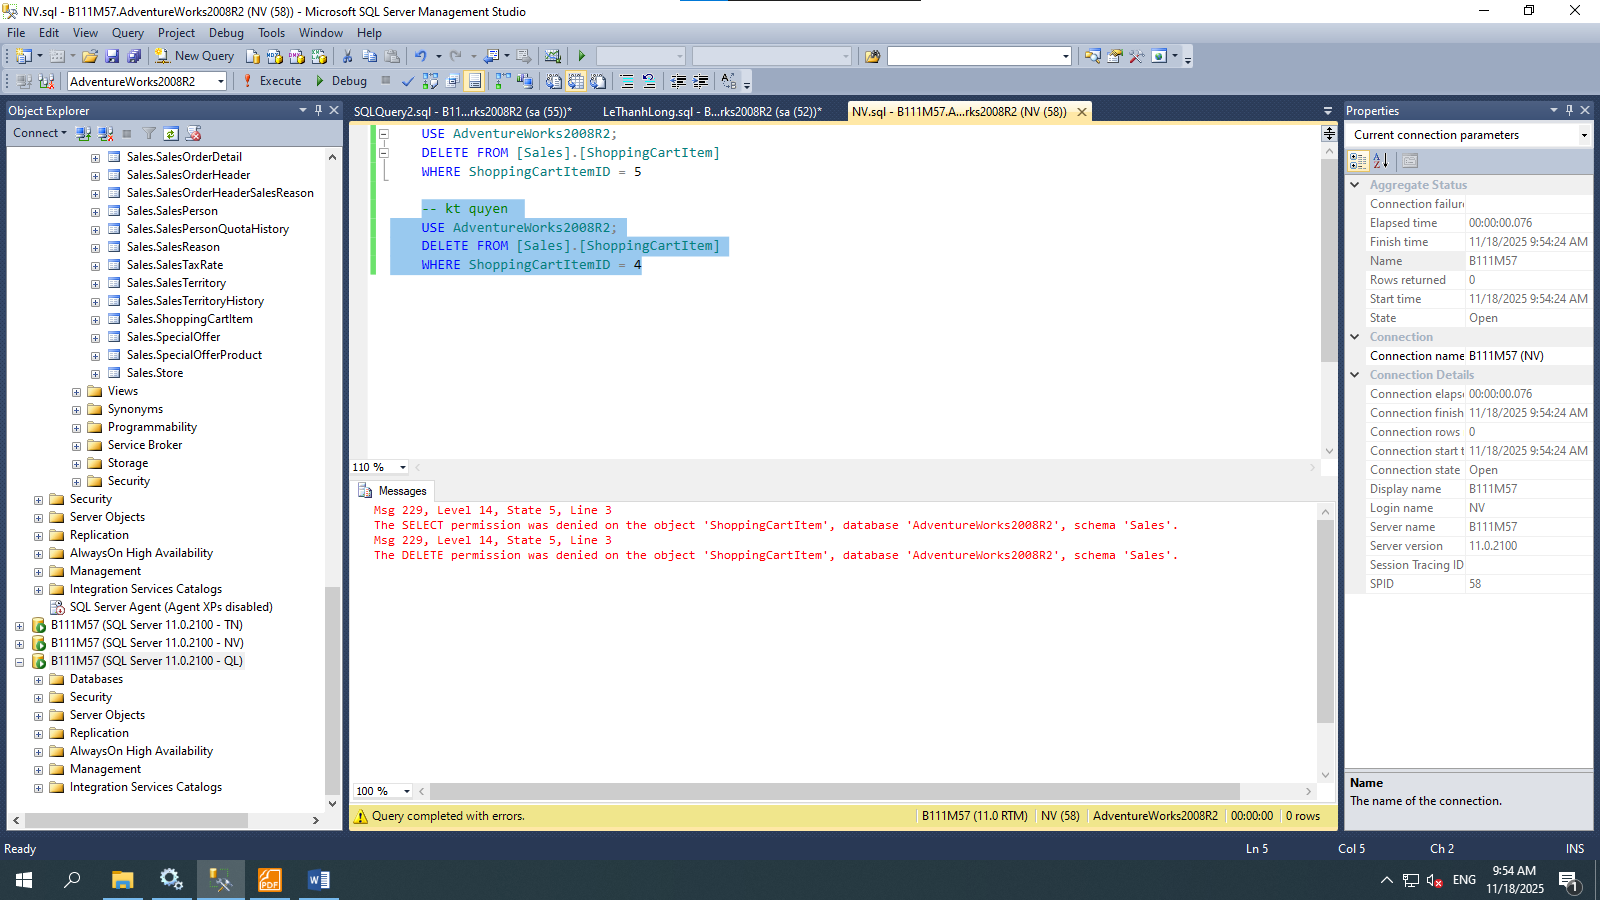 NV.sql - B111M57.AdventureWorks2008R2 (NV (58)) - Microsoft SQL Server Management Studio
File Edit View Query Project Debug Tools Window Help
New Query
AdventureWorks2008R2 Execute Debug
Object Explorer
Connect
Sales.SalesOrderDetail
Sales.SalesOrderHeader
Sales.SalesOrderHeaderSalesReason
Sales.SalesPerson
Sales.SalesPersonQuotaHistory
Sales.SalesReason
Sales.SalesTaxRate
Sales.SalesTerritory
Sales.SalesTerritoryHistory
Sales.ShoppingCartItem
Sales.SpecialOffer
Sales.SpecialOfferProduct
Sales.Store
Views
Synonyms
Programmability
Service Broker
Storage
Security
Security
Server Objects
Replication
AlwaysOn High Availability
Management
Integration Services Catalogs
SQL Server Agent (Agent XPs disabled)
B111M57 (SQL Server 11.0.2100 - TN)
B111M57 (SQL Server 11.0.2100 - NV)
B111M57 (SQL Server 11.0.2100 - QL)
Databases
Security
Server Objects
Replication
AlwaysOn High Availability
Management
Integration Services Catalogs
SQLQuery2.sql - B11...rks2008R2 (sa (55))* LeThanhLong.sql - B...rks2008R2 (sa (52))* NV.sql - B111M57.A...rks2008R2 (NV (58))
USE AdventureWorks2008R2;
DELETE FROM [Sales].[ShoppingCartItem]
WHERE ShoppingCartItemID = 5
-- kt quyen
USE AdventureWorks2008R2;
DELETE FROM [Sales].[ShoppingCartItem]
WHERE ShoppingCartItemID = 4
110 %
Messages
Msg 229, Level 14, State 5, Line 3
The SELECT permission was denied on the object 'ShoppingCartItem', database 'AdventureWorks2008R2', schema 'Sales'.
Msg 229, Level 14, State 5, Line 3
The DELETE permission was denied on the object 'ShoppingCartItem', database 'AdventureWorks2008R2', schema 'Sales'.
100 %
Query completed with errors. B111M57 (11.0 RTM) NV (58) AdventureWorks2008R2 00:00:00 0 rows
Properties
Current connection parameters
Aggregate Status
Connection failure
Elapsed time 00:00:00.076
Finish time 11/18/2025 9:54:24 AM
Name B111M57
Rows returned 0
Start time 11/18/2025 9:54:24 AM
State Open
Connection
Connection name B111M57 (NV)
Connection Details
Connection elapse 00:00:00.076
Connection finish 11/18/2025 9:54:24 AM
Connection rows 0
Connection start t 11/18/2025 9:54:24 AM
Connection state Open
Display name B111M57
Login name NV
Server name B111M57
Server version 11.0.2100
Session Tracing ID
SPID 58
Name
The name of the connection.
Ready Ln 5 Col 5 Ch 2 INS
ENG
9:54 AM
11/18/2025
1